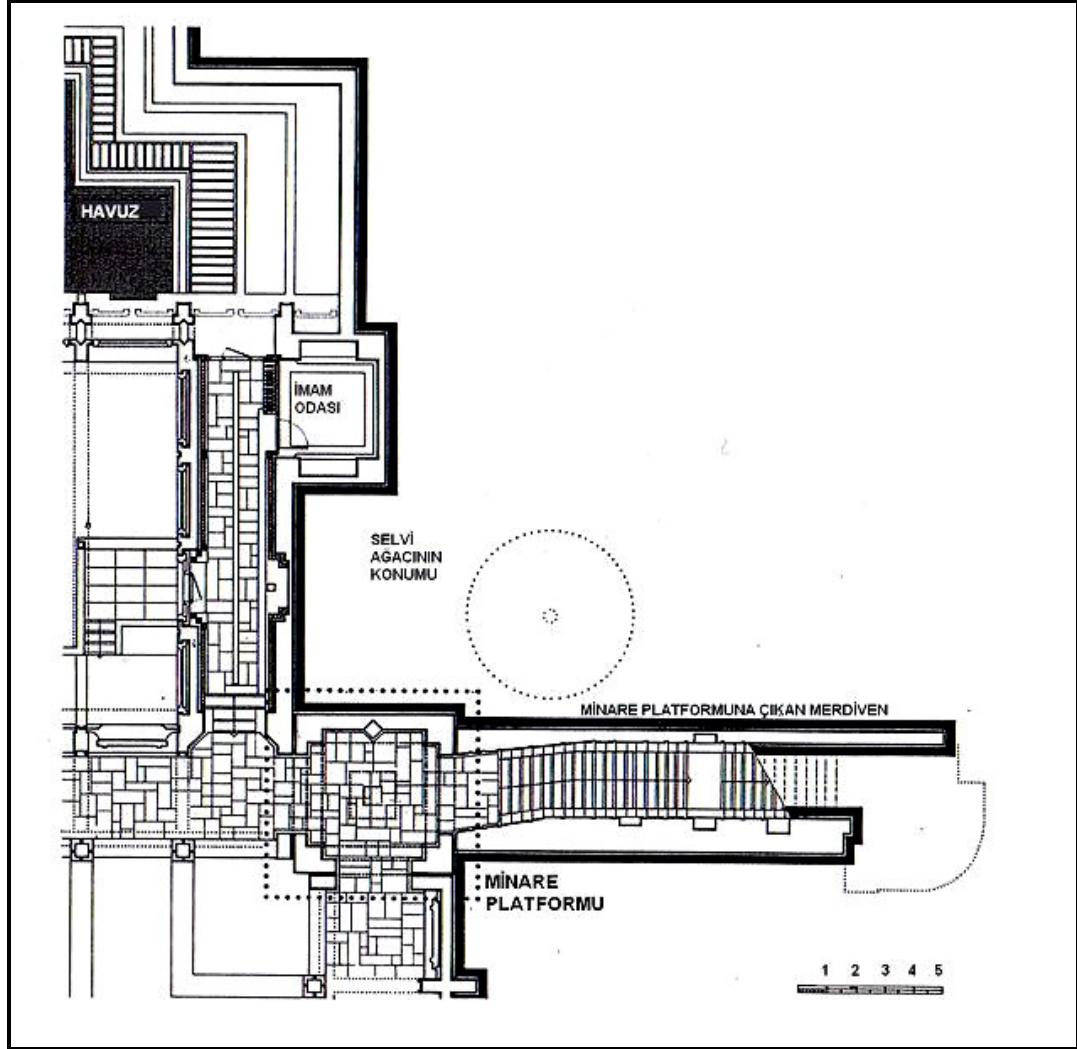 HAVUZ
İMAM
ODASI
SELVİ
AĞACININ
KONUMU
MİNARE PLATFORMUNA ÇIKAN MERDİVEN
MİNARE
PLATFORMU
1 2 3 4 5